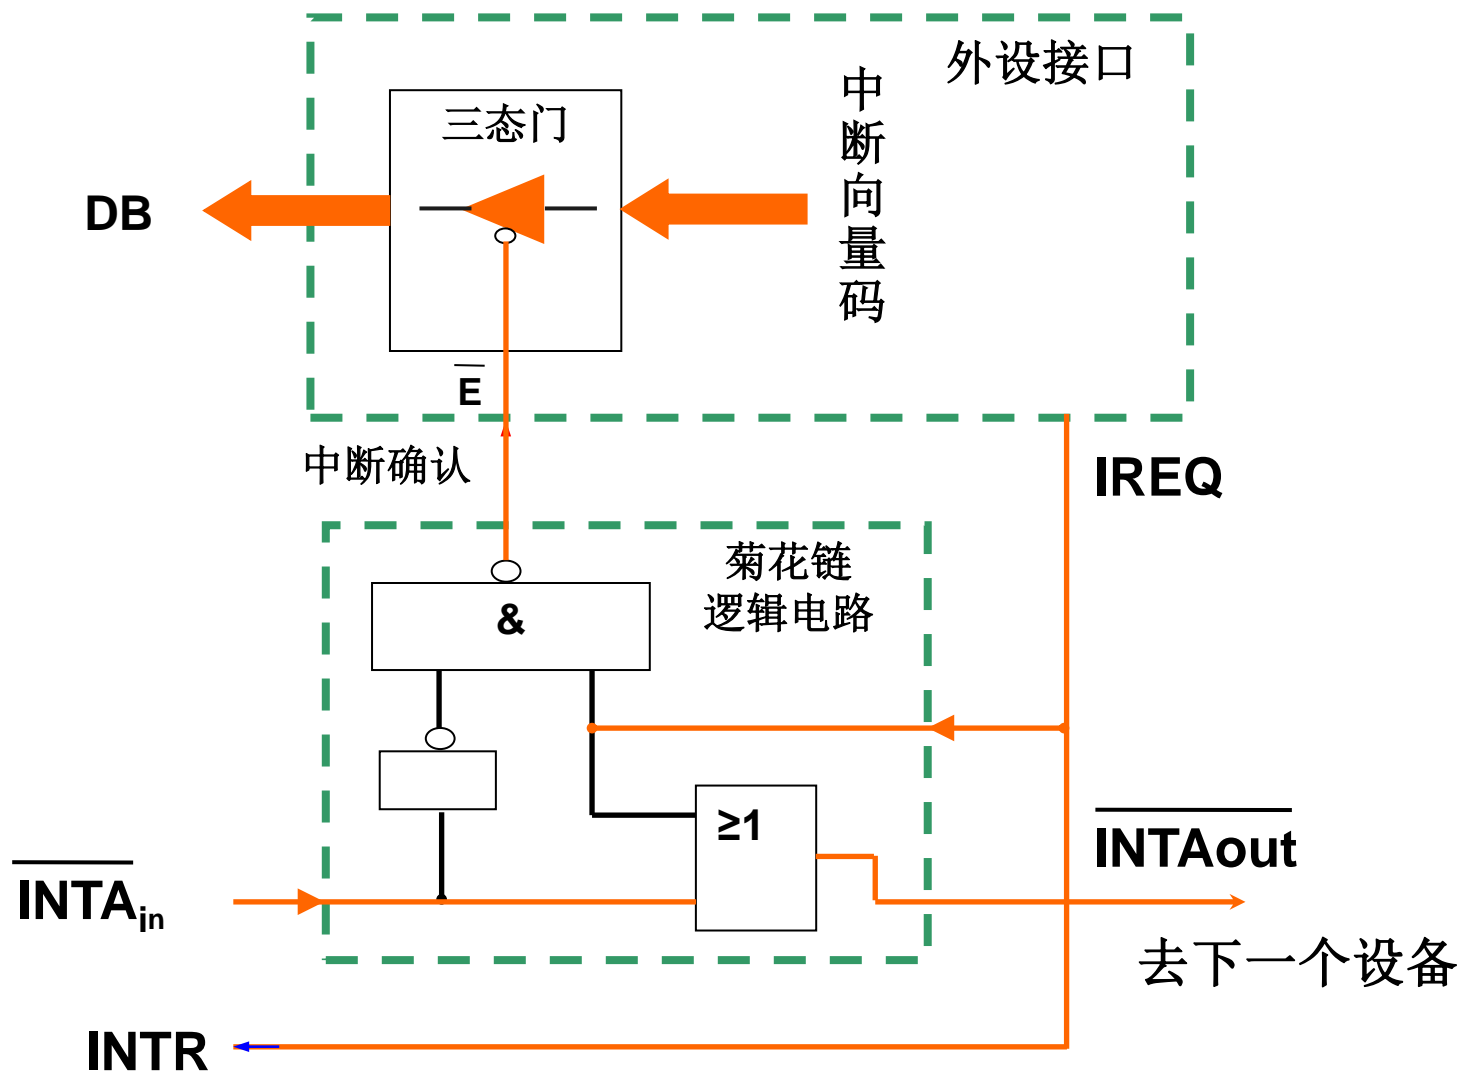 外设接口
中断向量码
三态门
DB
E
中断确认
IREQ
菊花链
逻辑电路
&
≥1
INTAout
INTAin
去下一个设备
INTR